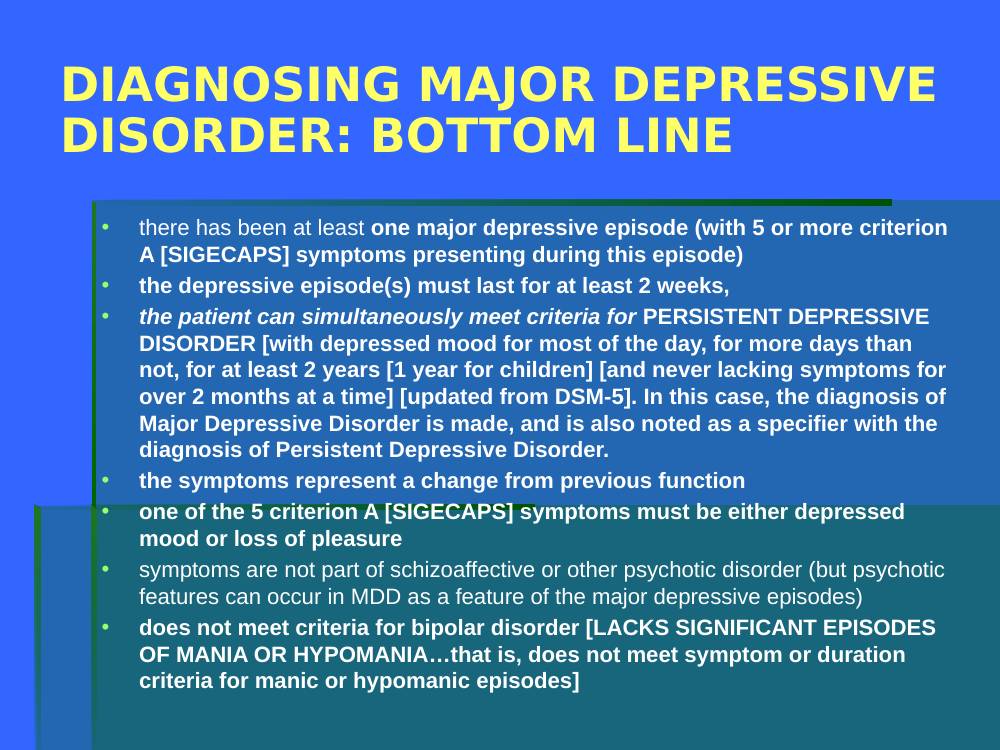 DIAGNOSING MAJOR DEPRESSIVE
DISORDER: BOTTOM LINE
• there has been at least one major depressive episode (with 5 or more criterion
A [SIGECAPS] symptoms presenting during this episode)
• the depressive episode(s) must last for at least 2 weeks,
• the patient can simultaneously meet criteria for PERSISTENT DEPRESSIVE
DISORDER [with depressed mood for most of the day, for more days than
not, for at least 2 years [1 year for children] [and never lacking symptoms for
over 2 months at a time] [updated from DSM-5]. In this case, the diagnosis of
Major Depressive Disorder is made, and is also noted as a specifier with the
diagnosis of Persistent Depressive Disorder.
• the symptoms represent a change from previous function
• one of the 5 criterion A [SIGECAPS] symptoms must be either depressed
mood or loss of pleasure
• symptoms are not part of schizoaffective or other psychotic disorder (but psychotic
features can occur in MDD as a feature of the major depressive episodes)
• does not meet criteria for bipolar disorder [LACKS SIGNIFICANT EPISODES
OF MANIA OR HYPOMANIA…that is, does not meet symptom or duration
criteria for manic or hypomanic episodes]